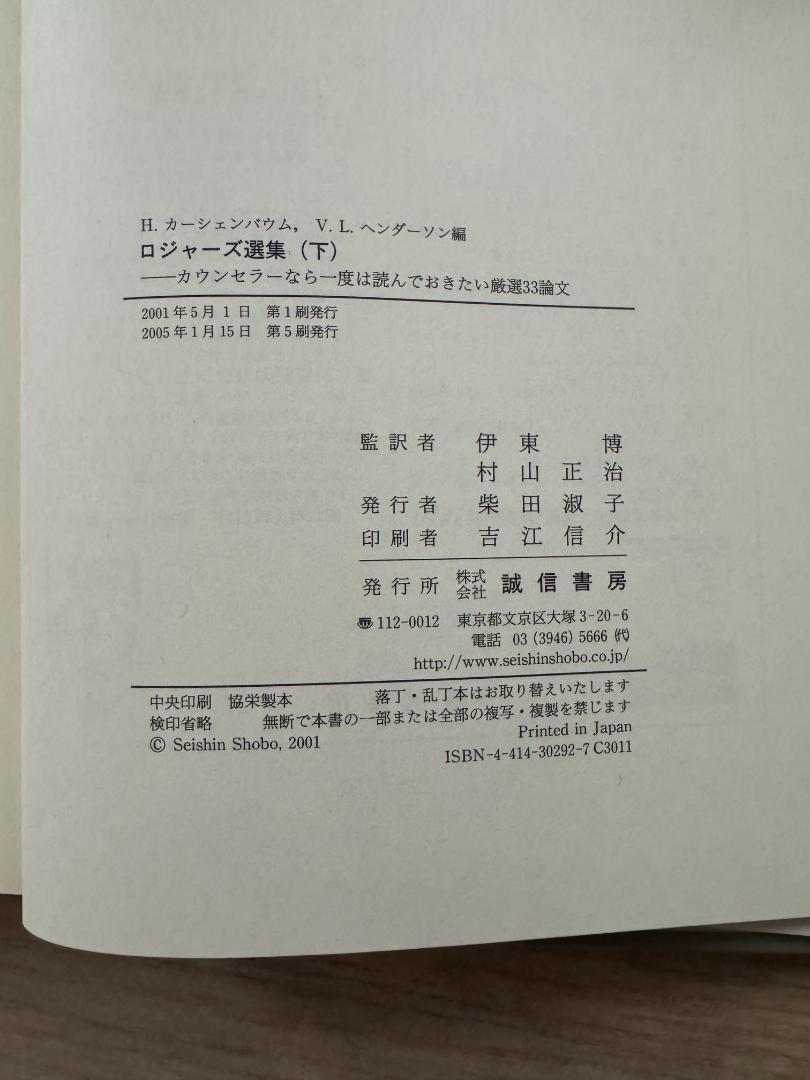 H. カーシェンバウム, V. L. ヘンダーソン編
ロジャーズ選集（下）
——カウンセラーなら一度は読んでおきたい厳選33論文
2001年5月1日 第1刷発行
2005年1月15日 第5刷発行
監訳者 伊東 博
村山正治
発行者 柴田淑子
印刷者 吉江信介
発行所 株式会社 誠信書房
☎112-0012 東京都文京区大塚3-20-6
電話 03 (3946) 5666 ㈹
http://www.seishinshobo.co.jp/
中央印刷 協栄製本 落丁・乱丁本はお取り替えいたします
検印省略 無断で本書の一部または全部の複写・複製を禁じます
© Seishin Shobo, 2001 Printed in Japan
ISBN-4-414-30292-7 C3011